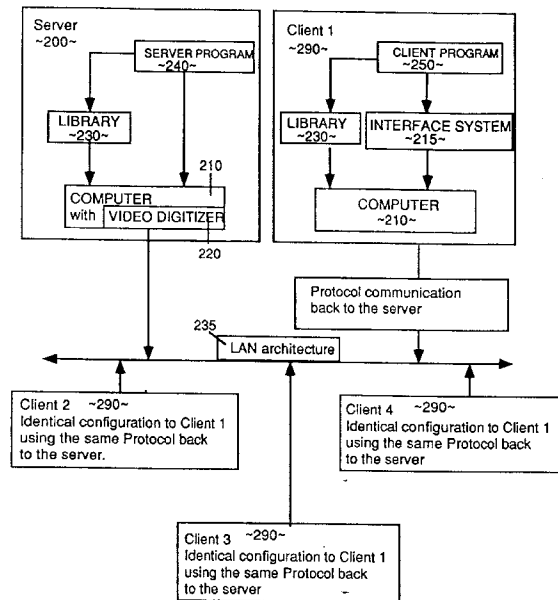 Server
~200~
SERVER PROGRAM
~240~
LIBRARY
~230~
210
COMPUTER
with VIDEO DIGITIZER
220
Client 1
~290~
CLIENT PROGRAM
~250~
LIBRARY
~230~
INTERFACE SYSTEM
~215~
COMPUTER
~210~
Protocol communication
back to the server
235
LAN architecture
Client 2 ~290~
Identical configuration to Client 1
using the same Protocol back
to the server.
Client 4 ~290~
Identical configuration to Client 1
using the same Protocol back
to the server
Client 3 ~290~
Identical configuration to Client 1
using the same Protocol back
to the server